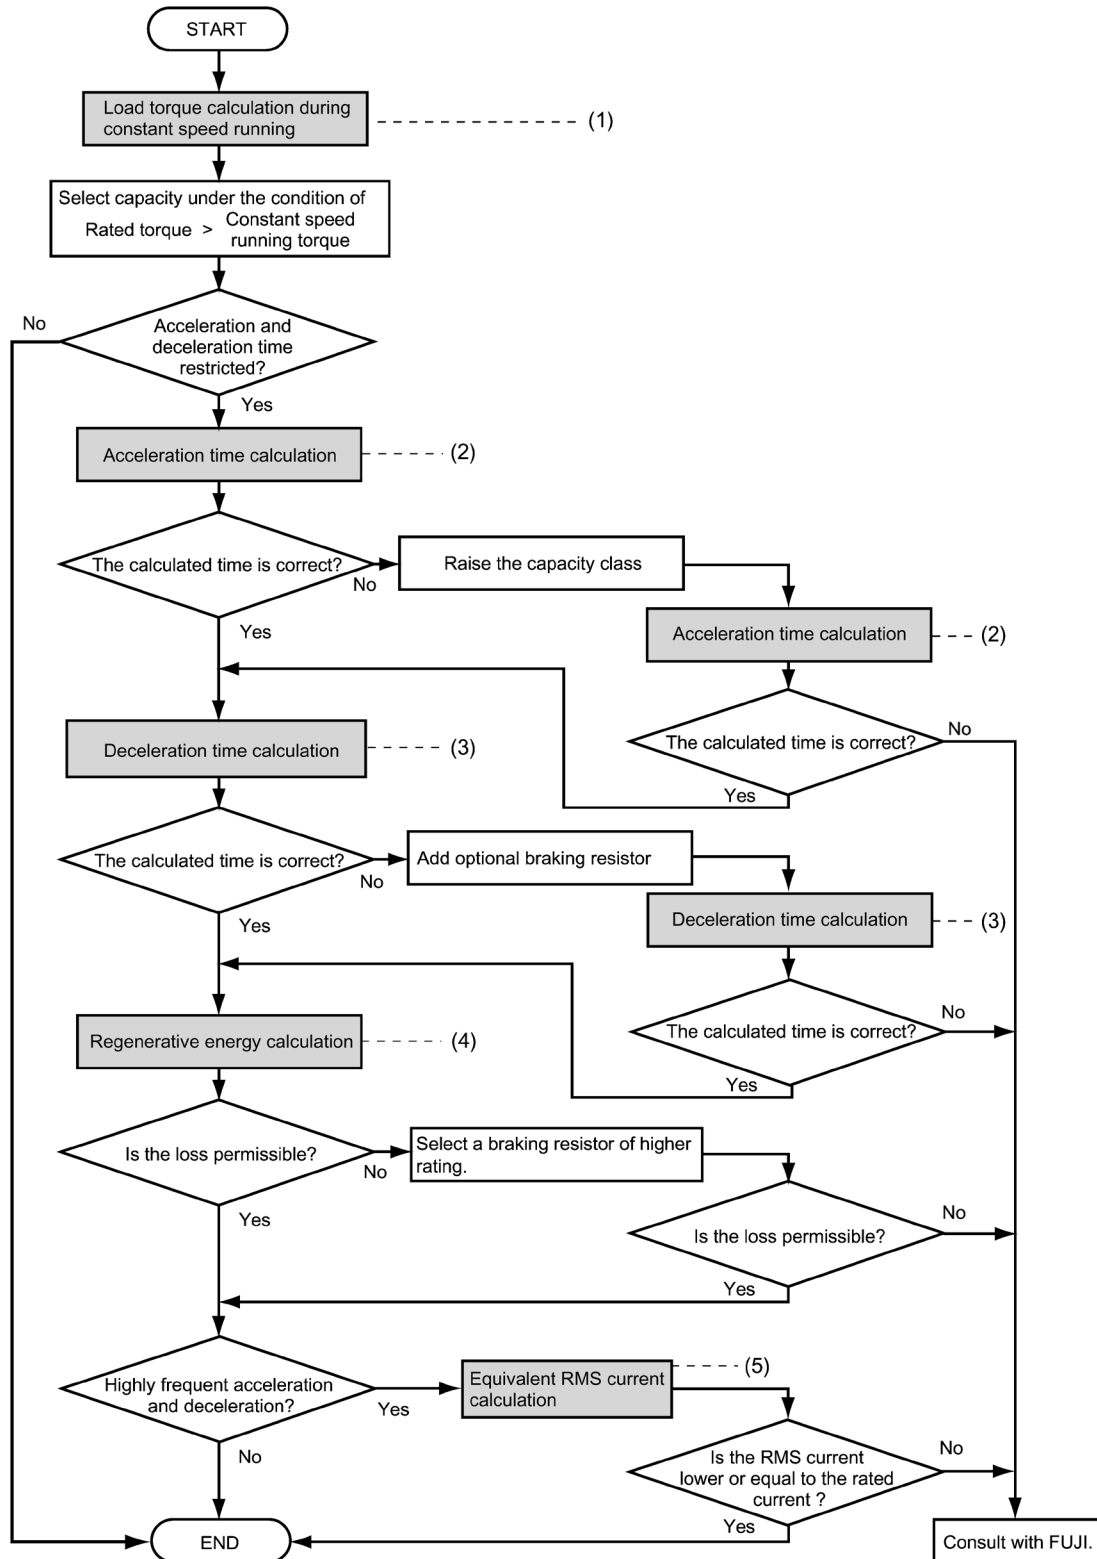 START
Load torque calculation during
constant speed running
(1)
Select capacity under the condition of
Rated torque > Constant speed
running torque
No
Acceleration and
deceleration time
restricted?
Yes
Acceleration time calculation
(2)
The calculated time is correct?
No
Raise the capacity class
Yes
Acceleration time calculation
(2)
Deceleration time calculation
(3)
The calculated time is correct?
No
Yes
The calculated time is correct?
No
Add optional braking resistor
Yes
Deceleration time calculation
(3)
Regenerative energy calculation
(4)
The calculated time is correct?
No
Yes
Is the loss permissible?
No
Select a braking resistor of higher
rating.
Yes
Is the loss permissible?
No
Yes
Highly frequent acceleration
and deceleration?
Yes
Equivalent RMS current
calculation
(5)
No
Is the RMS current
lower or equal to the rated
current ?
No
Yes
END
Consult with FUJI.